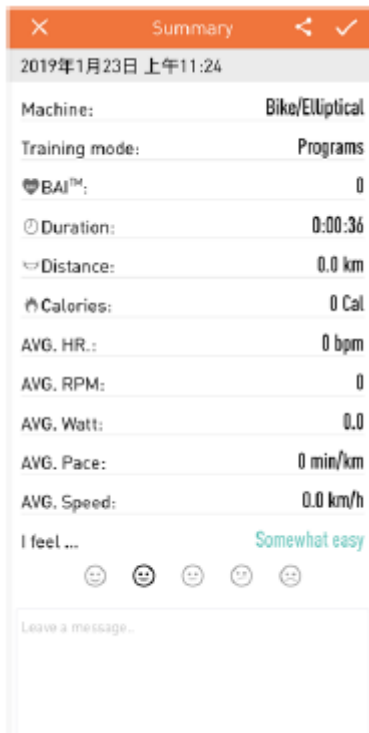 Summary
2019年1月23日 上午11:24
Machine: Bike/Elliptical
Training mode: Programs
BAI™: 0
Duration: 0:00:36
Distance: 0.0 km
Calories: 0 Cal
AVG. HR.: 0 bpm
AVG. RPM: 0
AVG. Watt: 0.0
AVG. Pace: 0 min/km
AVG. Speed: 0.0 km/h
I feel ... Somewhat easy
Leave a message..